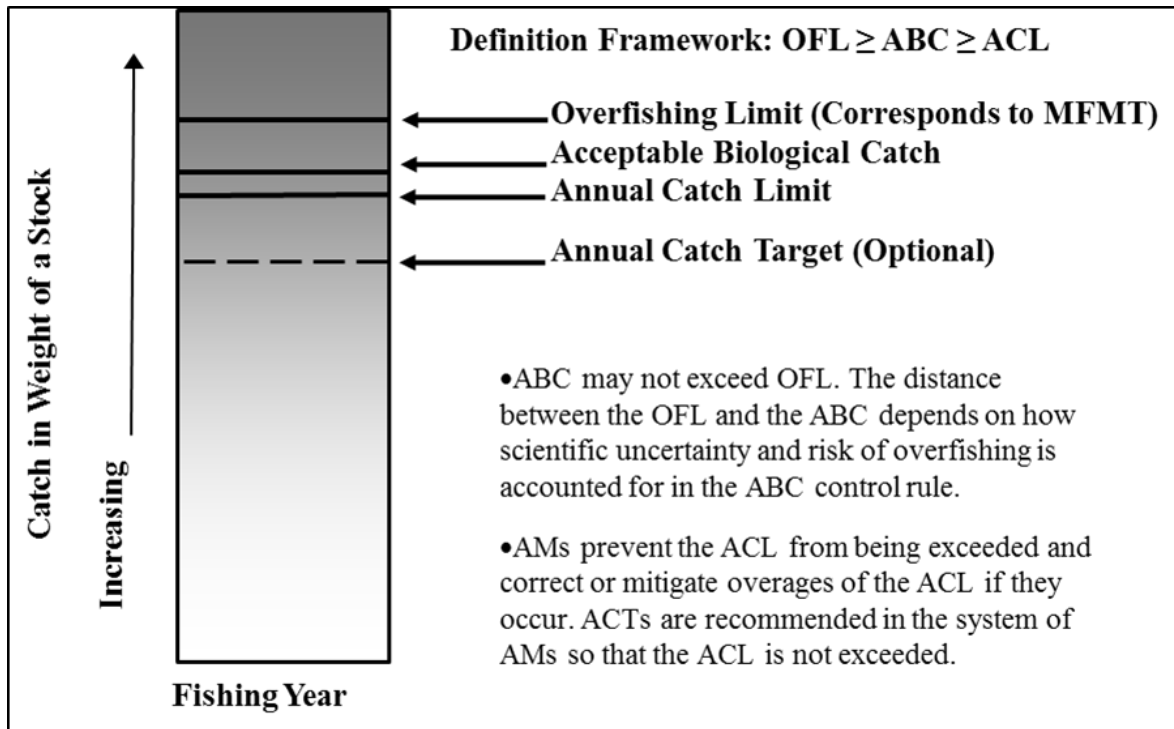 Definition Framework: OFL ≥ ABC ≥ ACL
Overfishing Limit (Corresponds to MFMT)
Acceptable Biological Catch
Annual Catch Limit
Annual Catch Target (Optional)
Catch in Weight of a Stock
Increasing
•ABC may not exceed OFL. The distance
between the OFL and the ABC depends on how
scientific uncertainty and risk of overfishing is
accounted for in the ABC control rule.
•AMs prevent the ACL from being exceeded and
correct or mitigate overages of the ACL if they
occur. ACTs are recommended in the system of
AMs so that the ACL is not exceeded.
Fishing Year